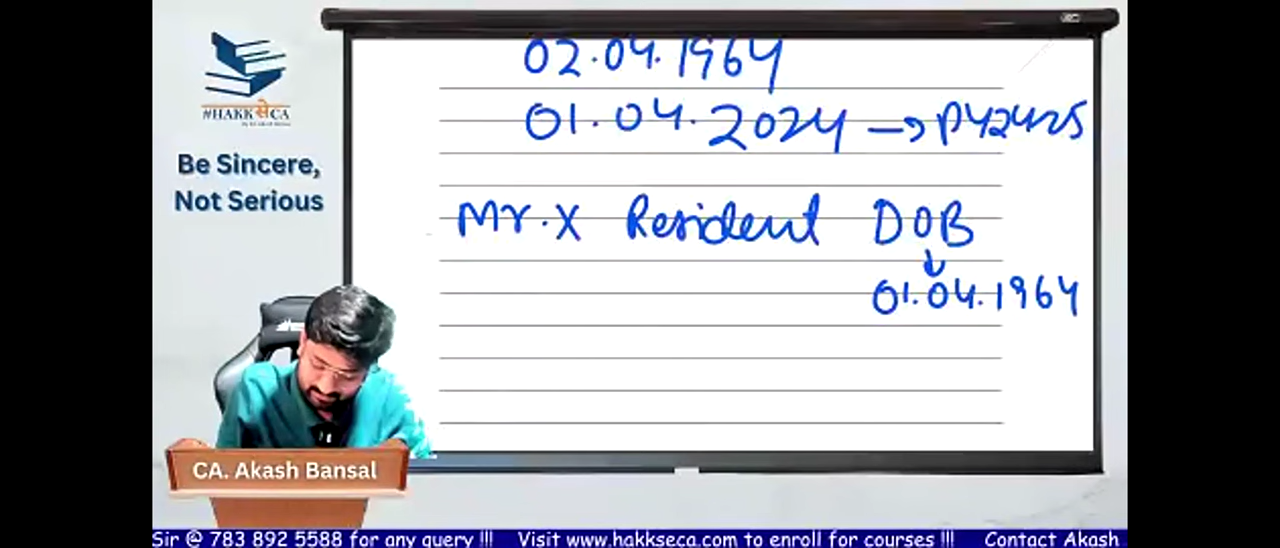 02.04.1964
01.04.2024 → PY24-25
#HAKKसेCA
Be Sincere,
Not Serious
Mr. X Resident DOB
↓
01.04.1964
CA. Akash Bansal
Sir @ 783 892 5588 for any query !!! Visit www.hakkseca.com to enroll for courses !!! Contact Akash